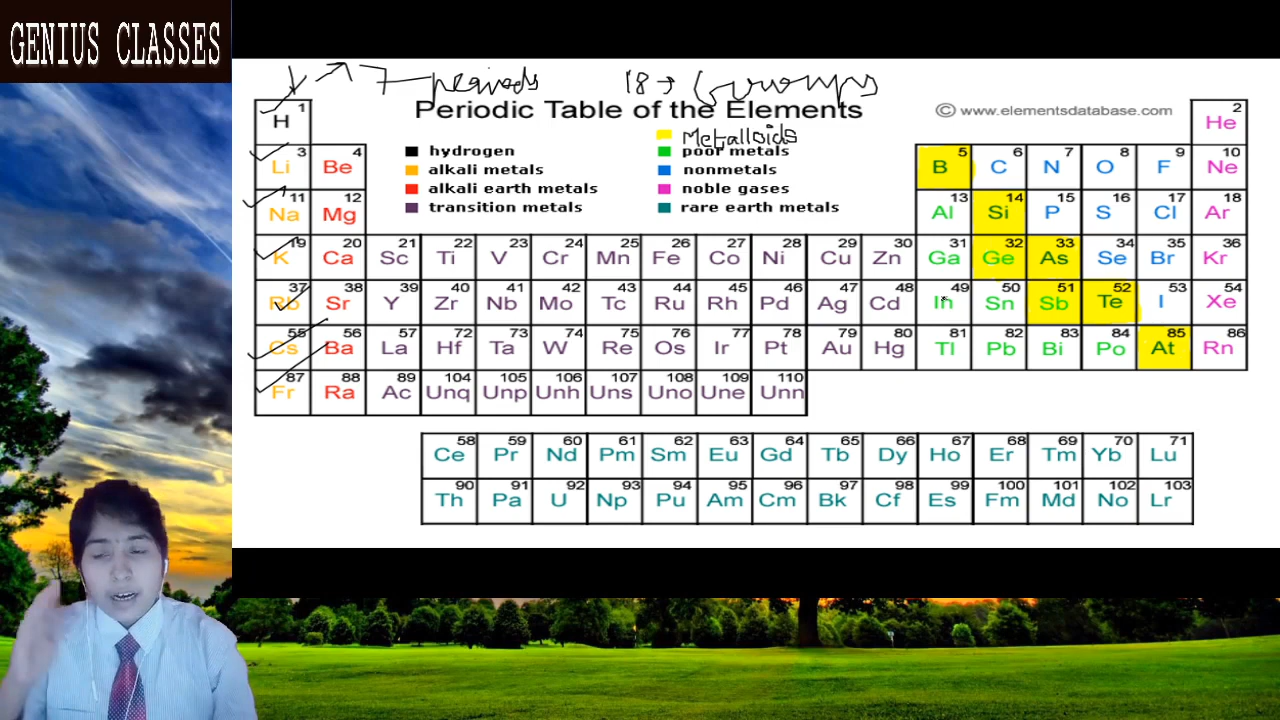 GENIUS CLASSES
7 periods 18 → Groups
Periodic Table of the Elements
© www.elementsdatabase.com
Metalloids
hydrogen poor metals
alkali metals nonmetals
alkali earth metals noble gases
transition metals rare earth metals
1 H 2 He
3 Li 4 Be 5 B 6 C 7 N 8 O 9 F 10 Ne
11 Na 12 Mg 13 Al 14 Si 15 P 16 S 17 Cl 18 Ar
19 K 20 Ca 21 Sc 22 Ti 23 V 24 Cr 25 Mn 26 Fe 27 Co 28 Ni 29 Cu 30 Zn 31 Ga 32 Ge 33 As 34 Se 35 Br 36 Kr
37 Rb 38 Sr 39 Y 40 Zr 41 Nb 42 Mo 43 Tc 44 Ru 45 Rh 46 Pd 47 Ag 48 Cd 49 In 50 Sn 51 Sb 52 Te 53 I 54 Xe
55 Cs 56 Ba 57 La 72 Hf 73 Ta 74 W 75 Re 76 Os 77 Ir 78 Pt 79 Au 80 Hg 81 Tl 82 Pb 83 Bi 84 Po 85 At 86 Rn
87 Fr 88 Ra 89 Ac 104 Unq 105 Unp 106 Unh 107 Uns 108 Uno 109 Une 110 Unn
58 Ce 59 Pr 60 Nd 61 Pm 62 Sm 63 Eu 64 Gd 65 Tb 66 Dy 67 Ho 68 Er 69 Tm 70 Yb 71 Lu
90 Th 91 Pa 92 U 93 Np 94 Pu 95 Am 96 Cm 97 Bk 98 Cf 99 Es 100 Fm 101 Md 102 No 103 Lr